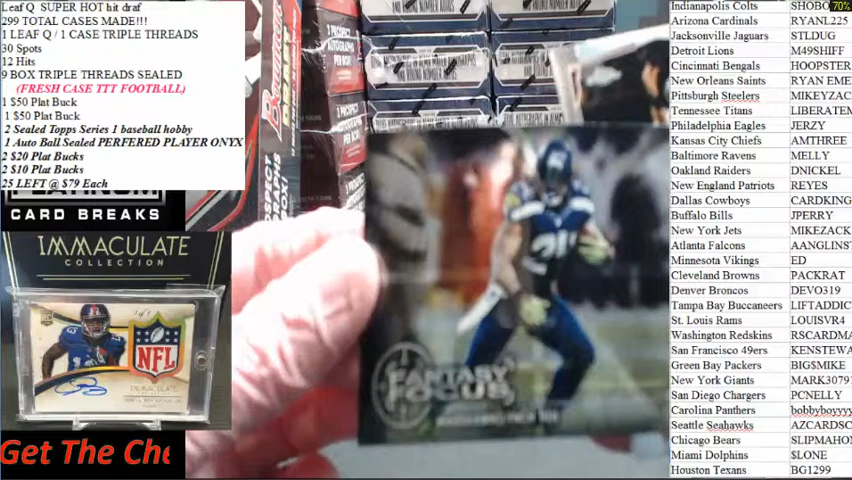 Leaf Q  SUPER HOT hit draf
299 TOTAL CASES MADE!!!
1 LEAF Q / 1 CASE TRIPLE THREADS
30 Spots
12 Hits
9 BOX TRIPLE THREADS SEALED
(FRESH CASE TTT FOOTBALL)
1 $50 Plat Buck
1 $50 Plat Buck
2 Sealed Topps Series 1 baseball hobby
1 Auto Ball Sealed PERFERED PLAYER ONYX
2 $20 Plat Bucks
2 $10 Plat Bucks
25 LEFT @ $79 Each
CARD BREAKS
IMMACULATE
COLLECTION
NFL
IMMACULATE
Get The Che
Bowman
DRAFT
FANTASY
FOCUS
70%
Indianapolis Colts SHOBO
Arizona Cardinals RYANL225
Jacksonville Jaguars STLDUG
Detroit Lions M49SHIFF
Cincinnati Bengals HOOPSTER
New Orleans Saints RYAN EME
Pittsburgh Steelers MIKEYZAC
Tennessee Titans LIBERATEM
Philadelphia Eagles JERZY
Kansas City Chiefs AMTHREE
Baltimore Ravens MELLY
Oakland Raiders DNICKEL
New England Patriots REYES
Dallas Cowboys CARDKING
Buffalo Bills JPERRY
New York Jets MIKEZACK
Atlanta Falcons AANGLINS
Minnesota Vikings ED
Cleveland Browns PACKRAT
Denver Broncos DEVO319
Tampa Bay Buccaneers LIFTADDIC
St. Louis Rams LOUISVR4
Washington Redskins RSCARDMA
San Francisco 49ers KENSTEWA
Green Bay Packers BIG$MIKE
New York Giants MARK3079
San Diego Chargers PCNELLY
Carolina Panthers bobbyboyyy
Seattle Seahawks AZCARDSC
Chicago Bears SLIPMAHON
Miami Dolphins $LONE
Houston Texans BG1299